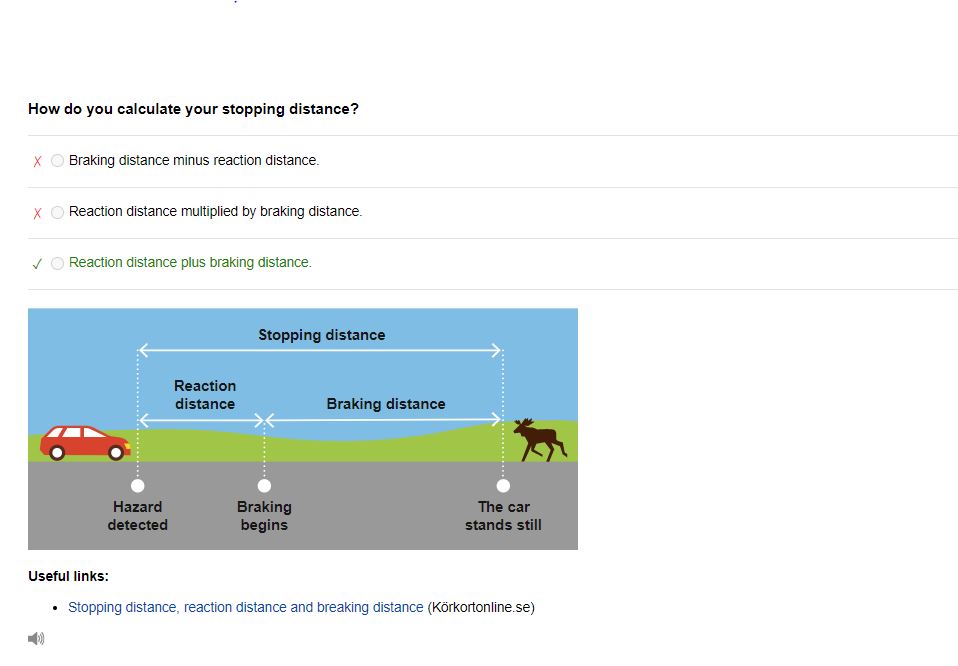 How do you calculate your stopping distance?
Braking distance minus reaction distance.
Reaction distance multiplied by braking distance.
Reaction distance plus braking distance.
Stopping distance
Reaction
distance
Braking distance
Hazard
detected
Braking
begins
The car
stands still
Useful links:
Stopping distance, reaction distance and breaking distance (Körkortonline.se)